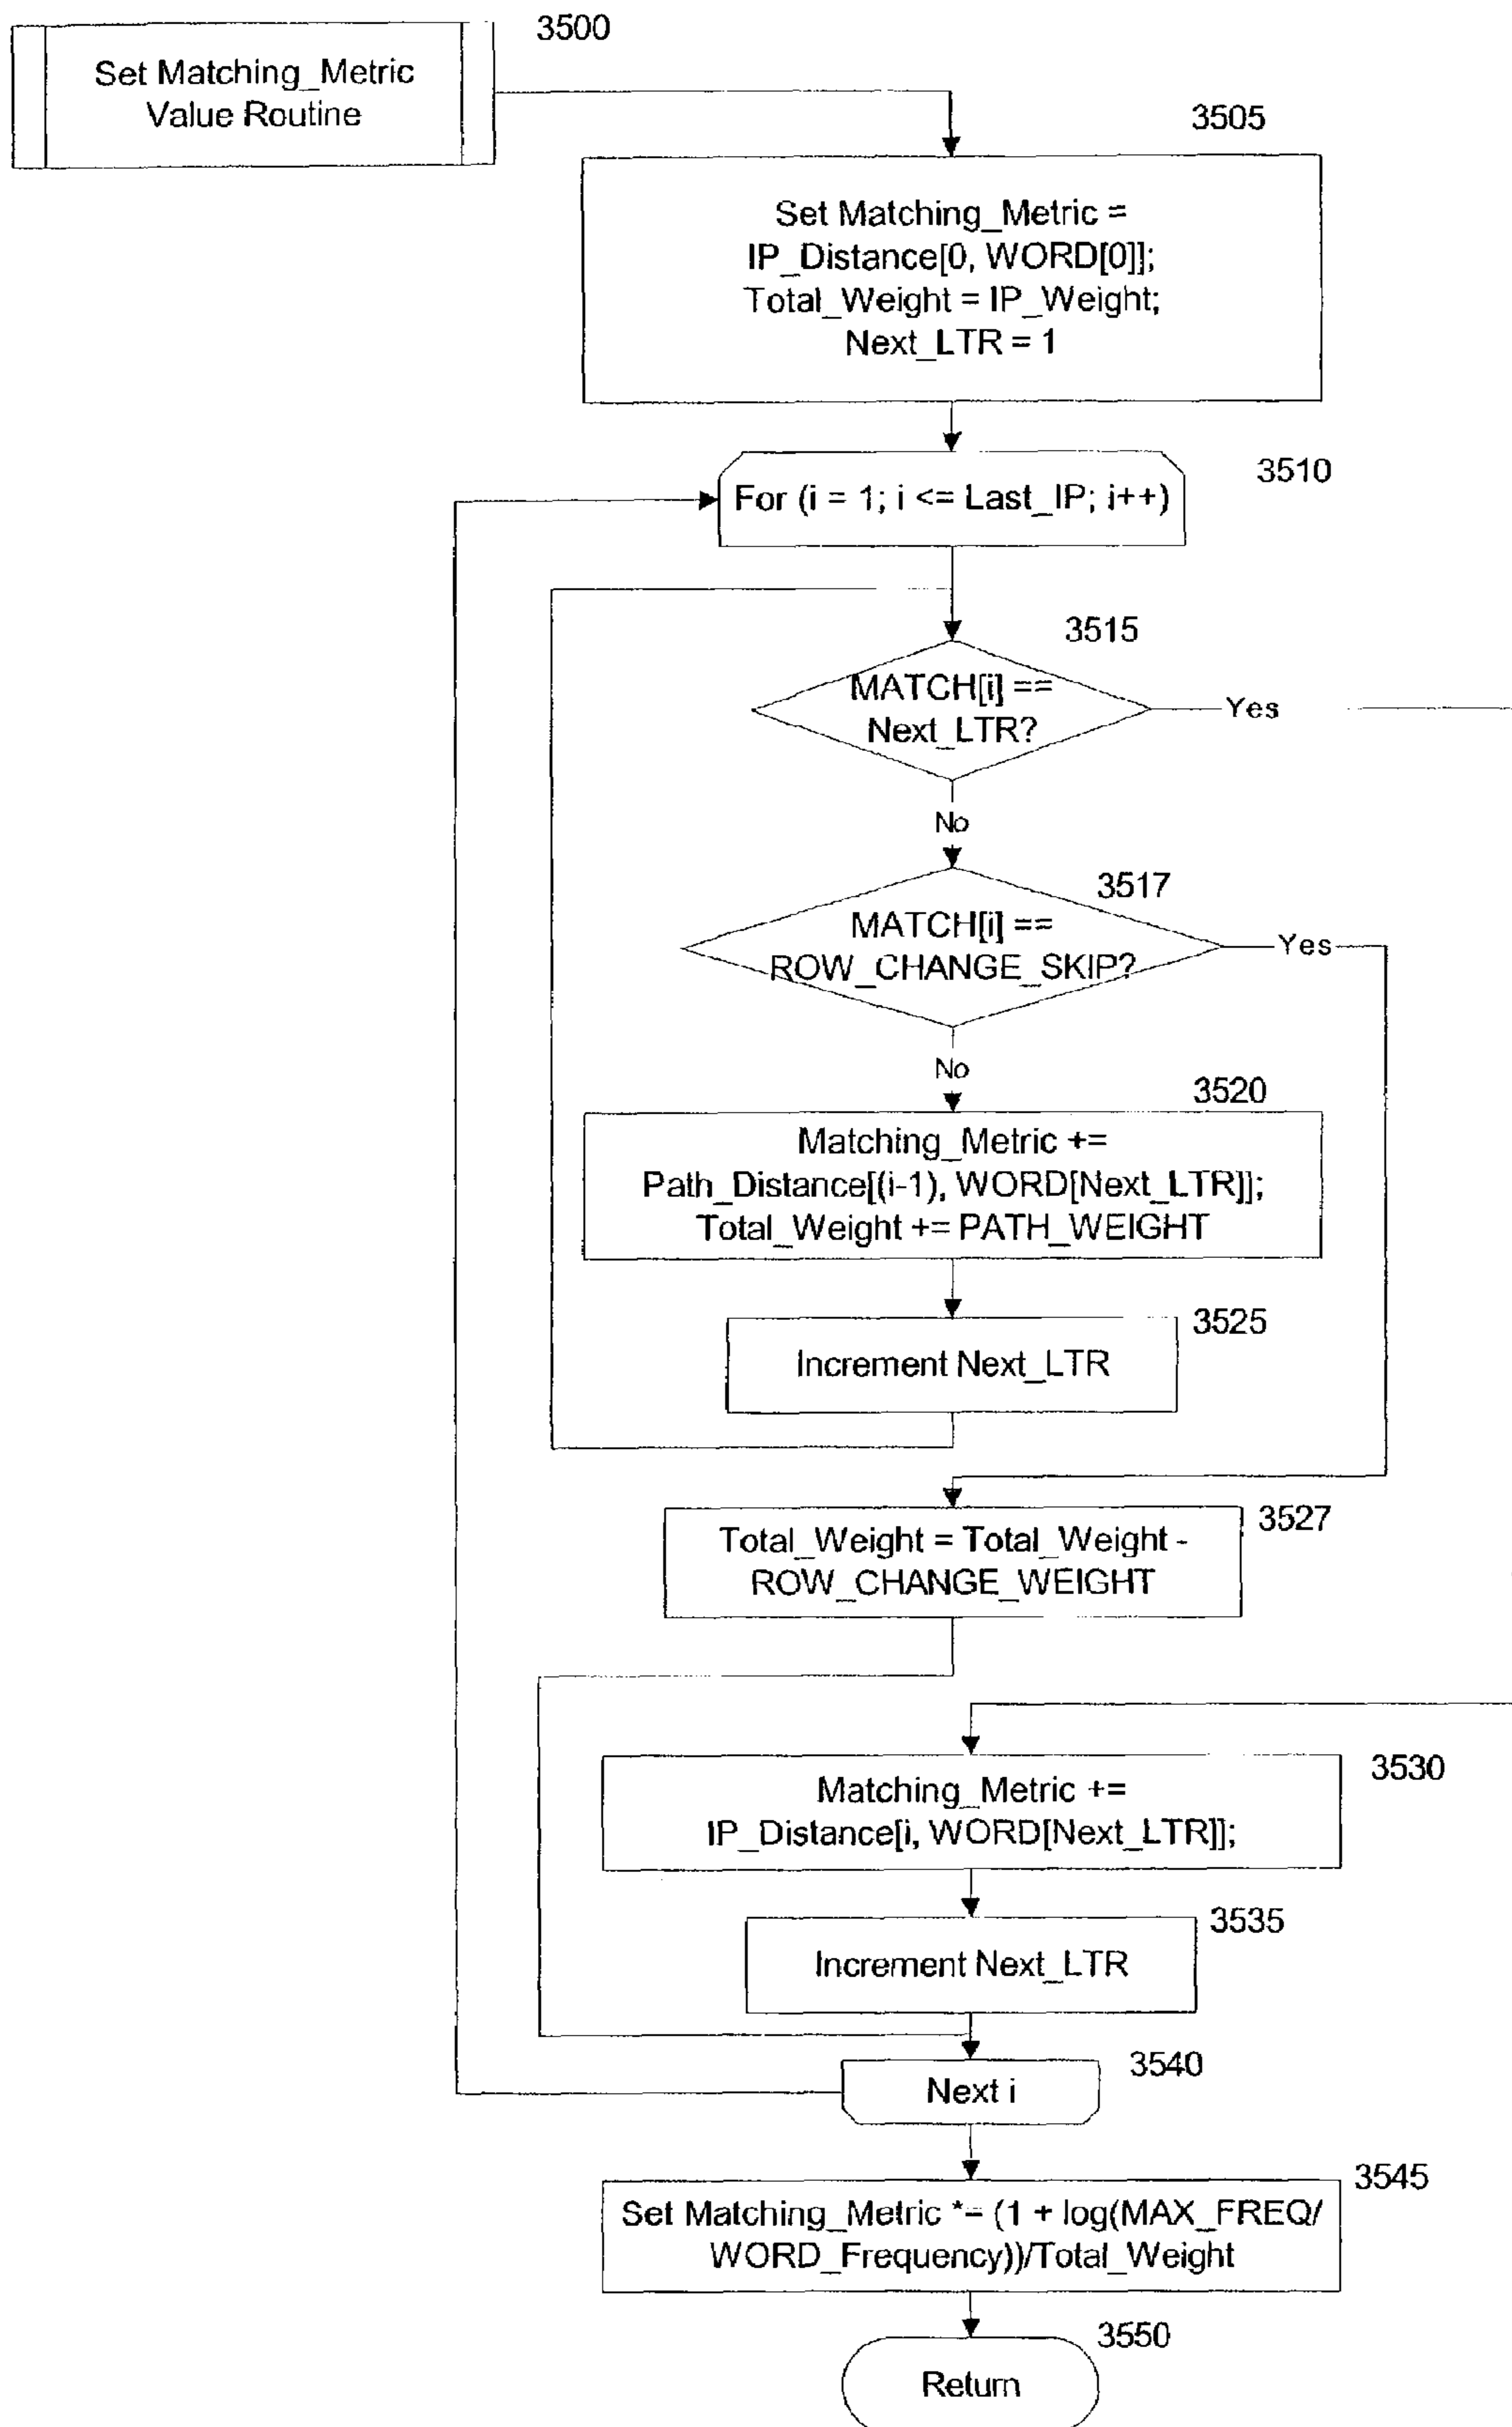 3500
Set Matching_Metric
Value Routine
3505
Set Matching_Metric =
IP_Distance[0, WORD[0]];
Total_Weight = IP_Weight;
Next_LTR = 1
3510
For (i = 1; i <= Last_IP; i++)
3515
MATCH[i] ==
Next_LTR?
Yes
No
3517
MATCH[i] ==
ROW_CHANGE_SKIP?
Yes
No
3520
Matching_Metric +=
Path_Distance[(i-1), WORD[Next_LTR]];
Total_Weight += PATH_WEIGHT
3525
Increment Next_LTR
3527
Total_Weight = Total_Weight -
ROW_CHANGE_WEIGHT
3530
Matching_Metric +=
IP_Distance[i, WORD[Next_LTR]];
3535
Increment Next_LTR
3540
Next i
3545
Set Matching_Metric *= (1 + log(MAX_FREQ/
WORD_Frequency))/Total_Weight
3550
Return